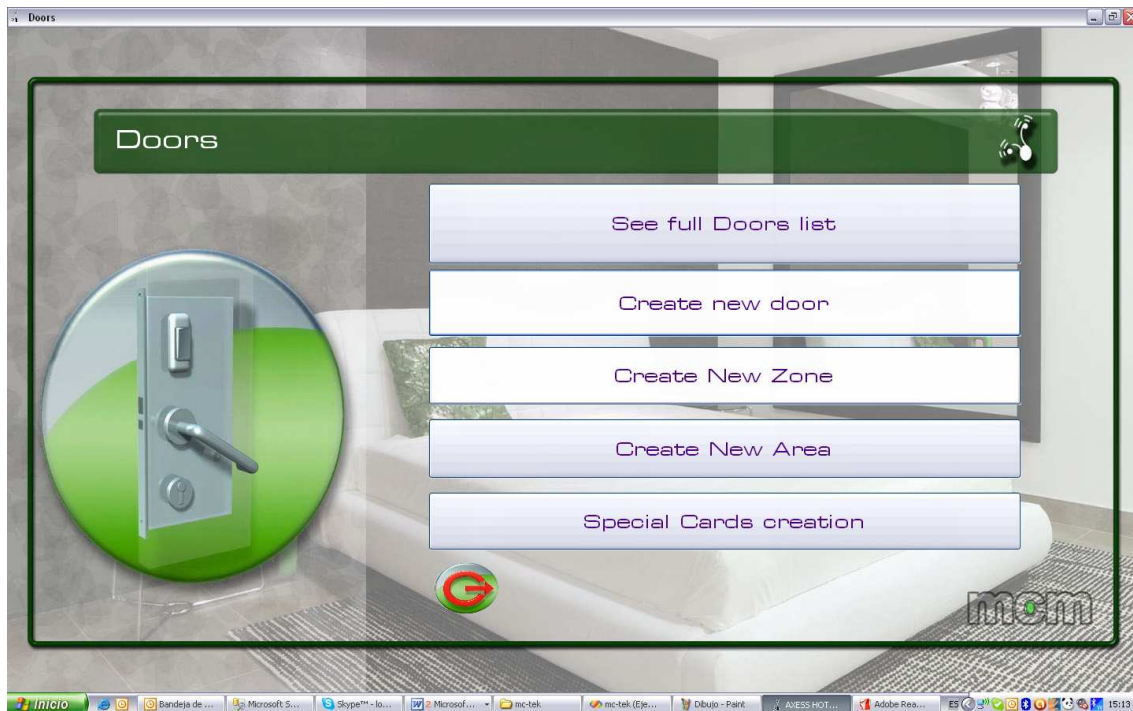 Doors
Doors
See full Doors list
Create new door
Create New Zone
Create New Area
Special Cards creation
mcm
Inicio
Bandeja de ...
Microsoft S...
Skype™ - lo...
2 Microsof...
mc-tek
mc-tek (Eje...
Dibujo - Paint
AXESS HOT...
Adobe Rea...
ES
15:13